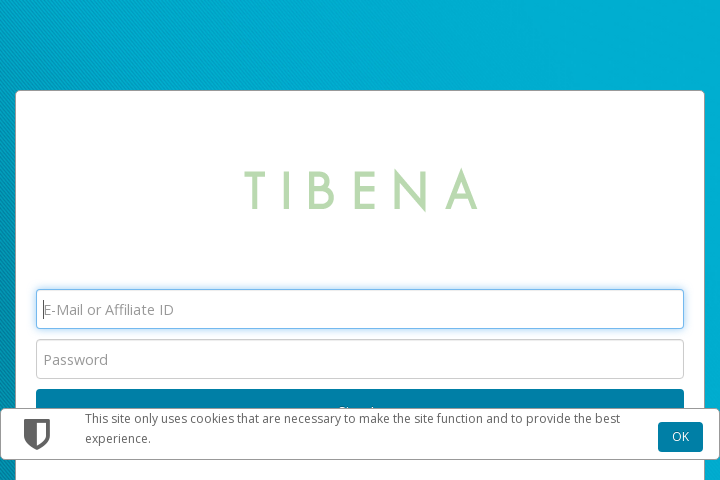 TIBENA
E-Mail or Affiliate ID
Password
This site only uses cookies that are necessary to make the site function and to provide the best
experience.
OK